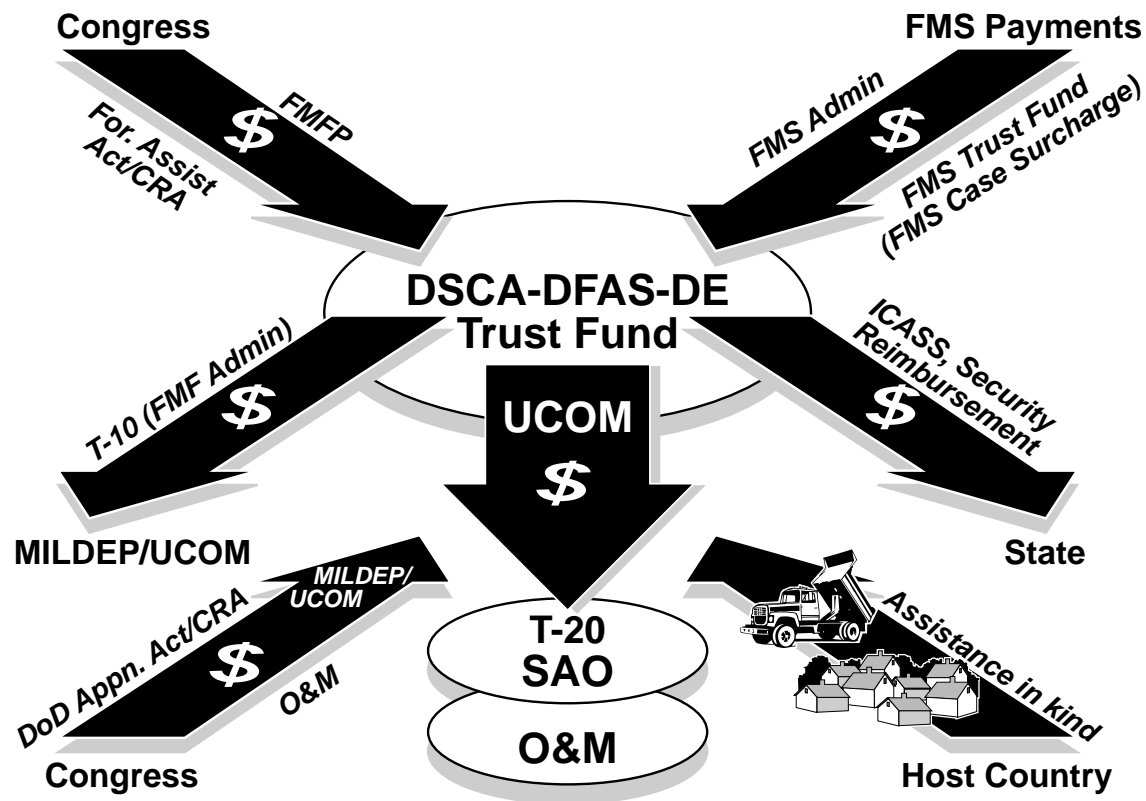 Congress
FMS Payments
$
FMFP
For. Assist
Act/CRA
FMS Admin
$
FMS Trust Fund
(FMS Case Surcharge)
DSCA-DFAS-DE
Trust Fund
T-10 (FMF Admin)
$
UCOM
$
ICASS, Security
Reimbursement
$
MILDEP/UCOM
State
DoD Appn. Act/CRA
$
MILDEP/
UCOM
O&M
T-20
SAO
O&M
Assistance in kind
Congress
Host Country